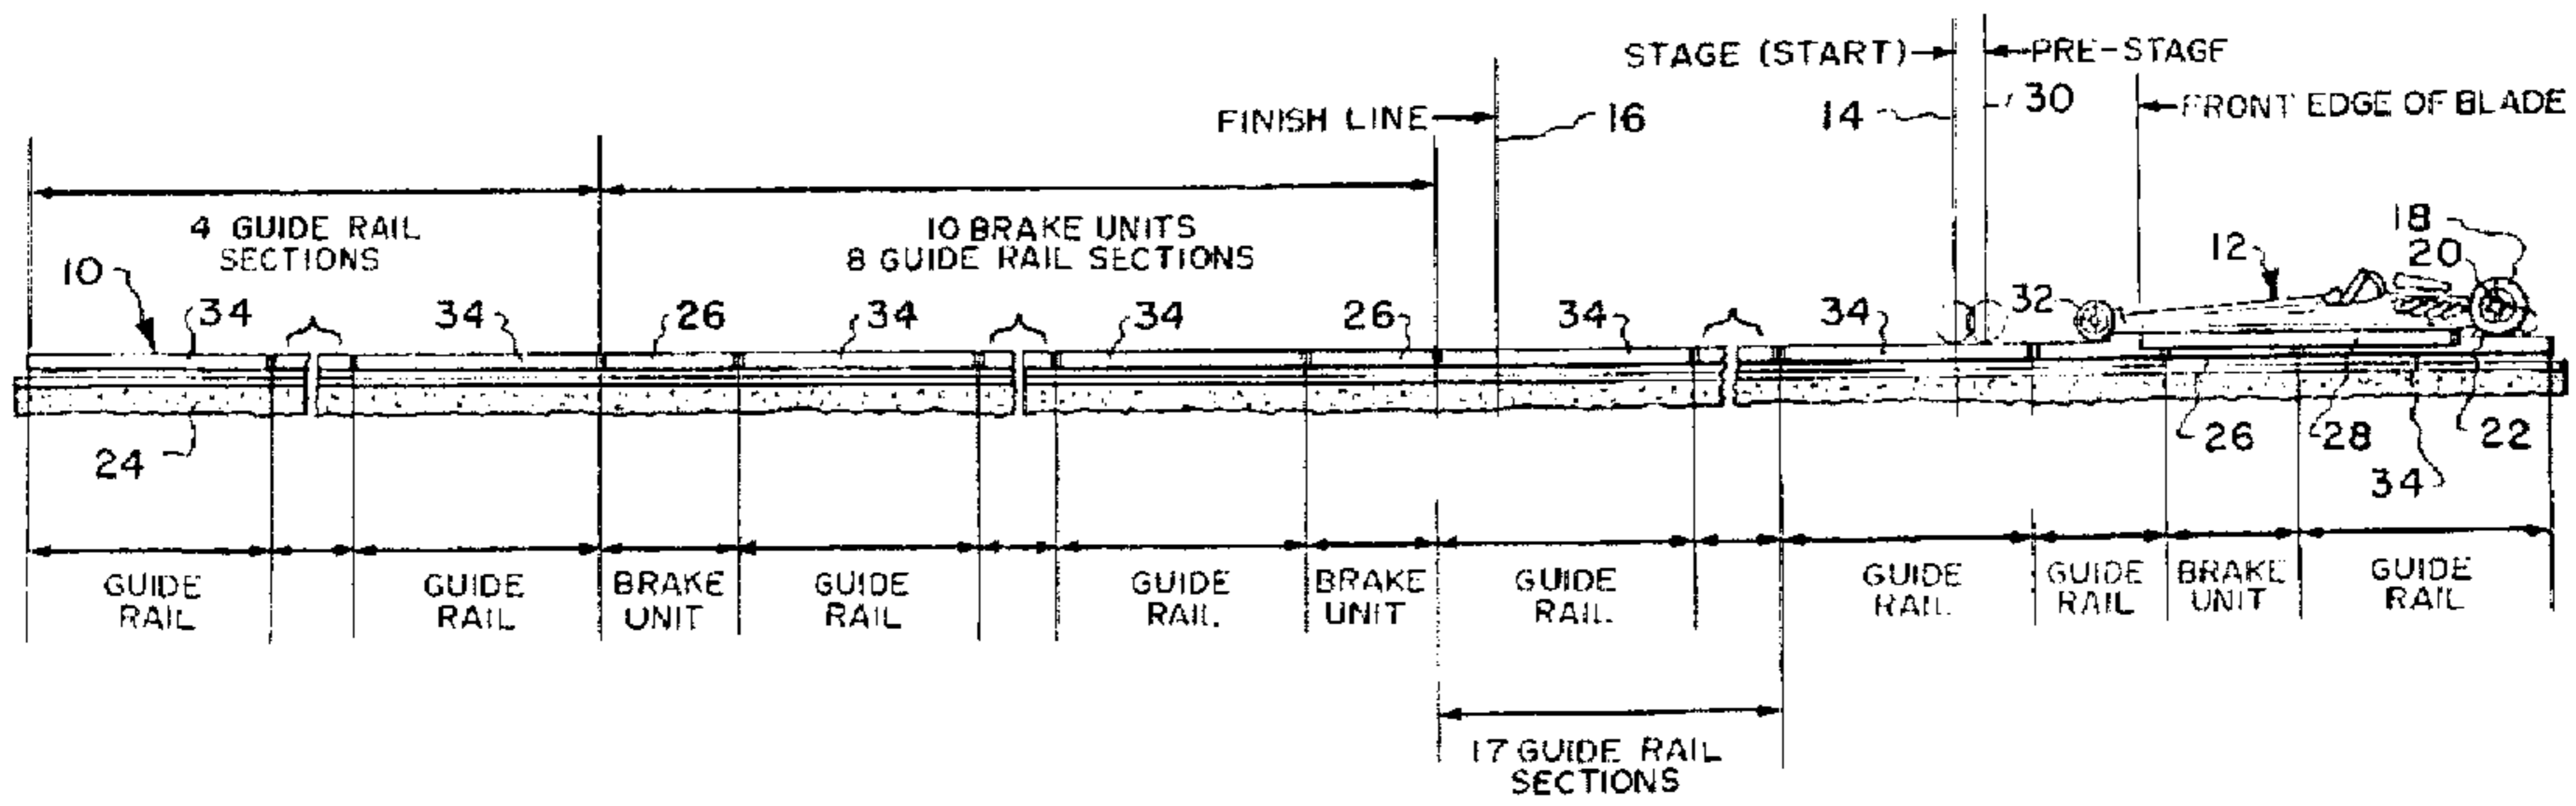 STAGE (START)
PRE-STAGE
FINISH LINE
16
14
30
FRONT EDGE OF BLADE
4 GUIDE RAIL
SECTIONS
10 BRAKE UNITS
8 GUIDE RAIL SECTIONS
18
20
12
10
34
34
26
34
34
26
34
34
32
24
26
28
22
34
GUIDE
RAIL
GUIDE
RAIL
BRAKE
UNIT
GUIDE
RAIL
GUIDE
RAIL.
BRAKE
UNIT
GUIDE
RAIL.
GUIDE
RAIL
GUIDE
RAIL
BRAKE
UNIT
GUIDE
RAIL
17 GUIDE RAIL
SECTIONS